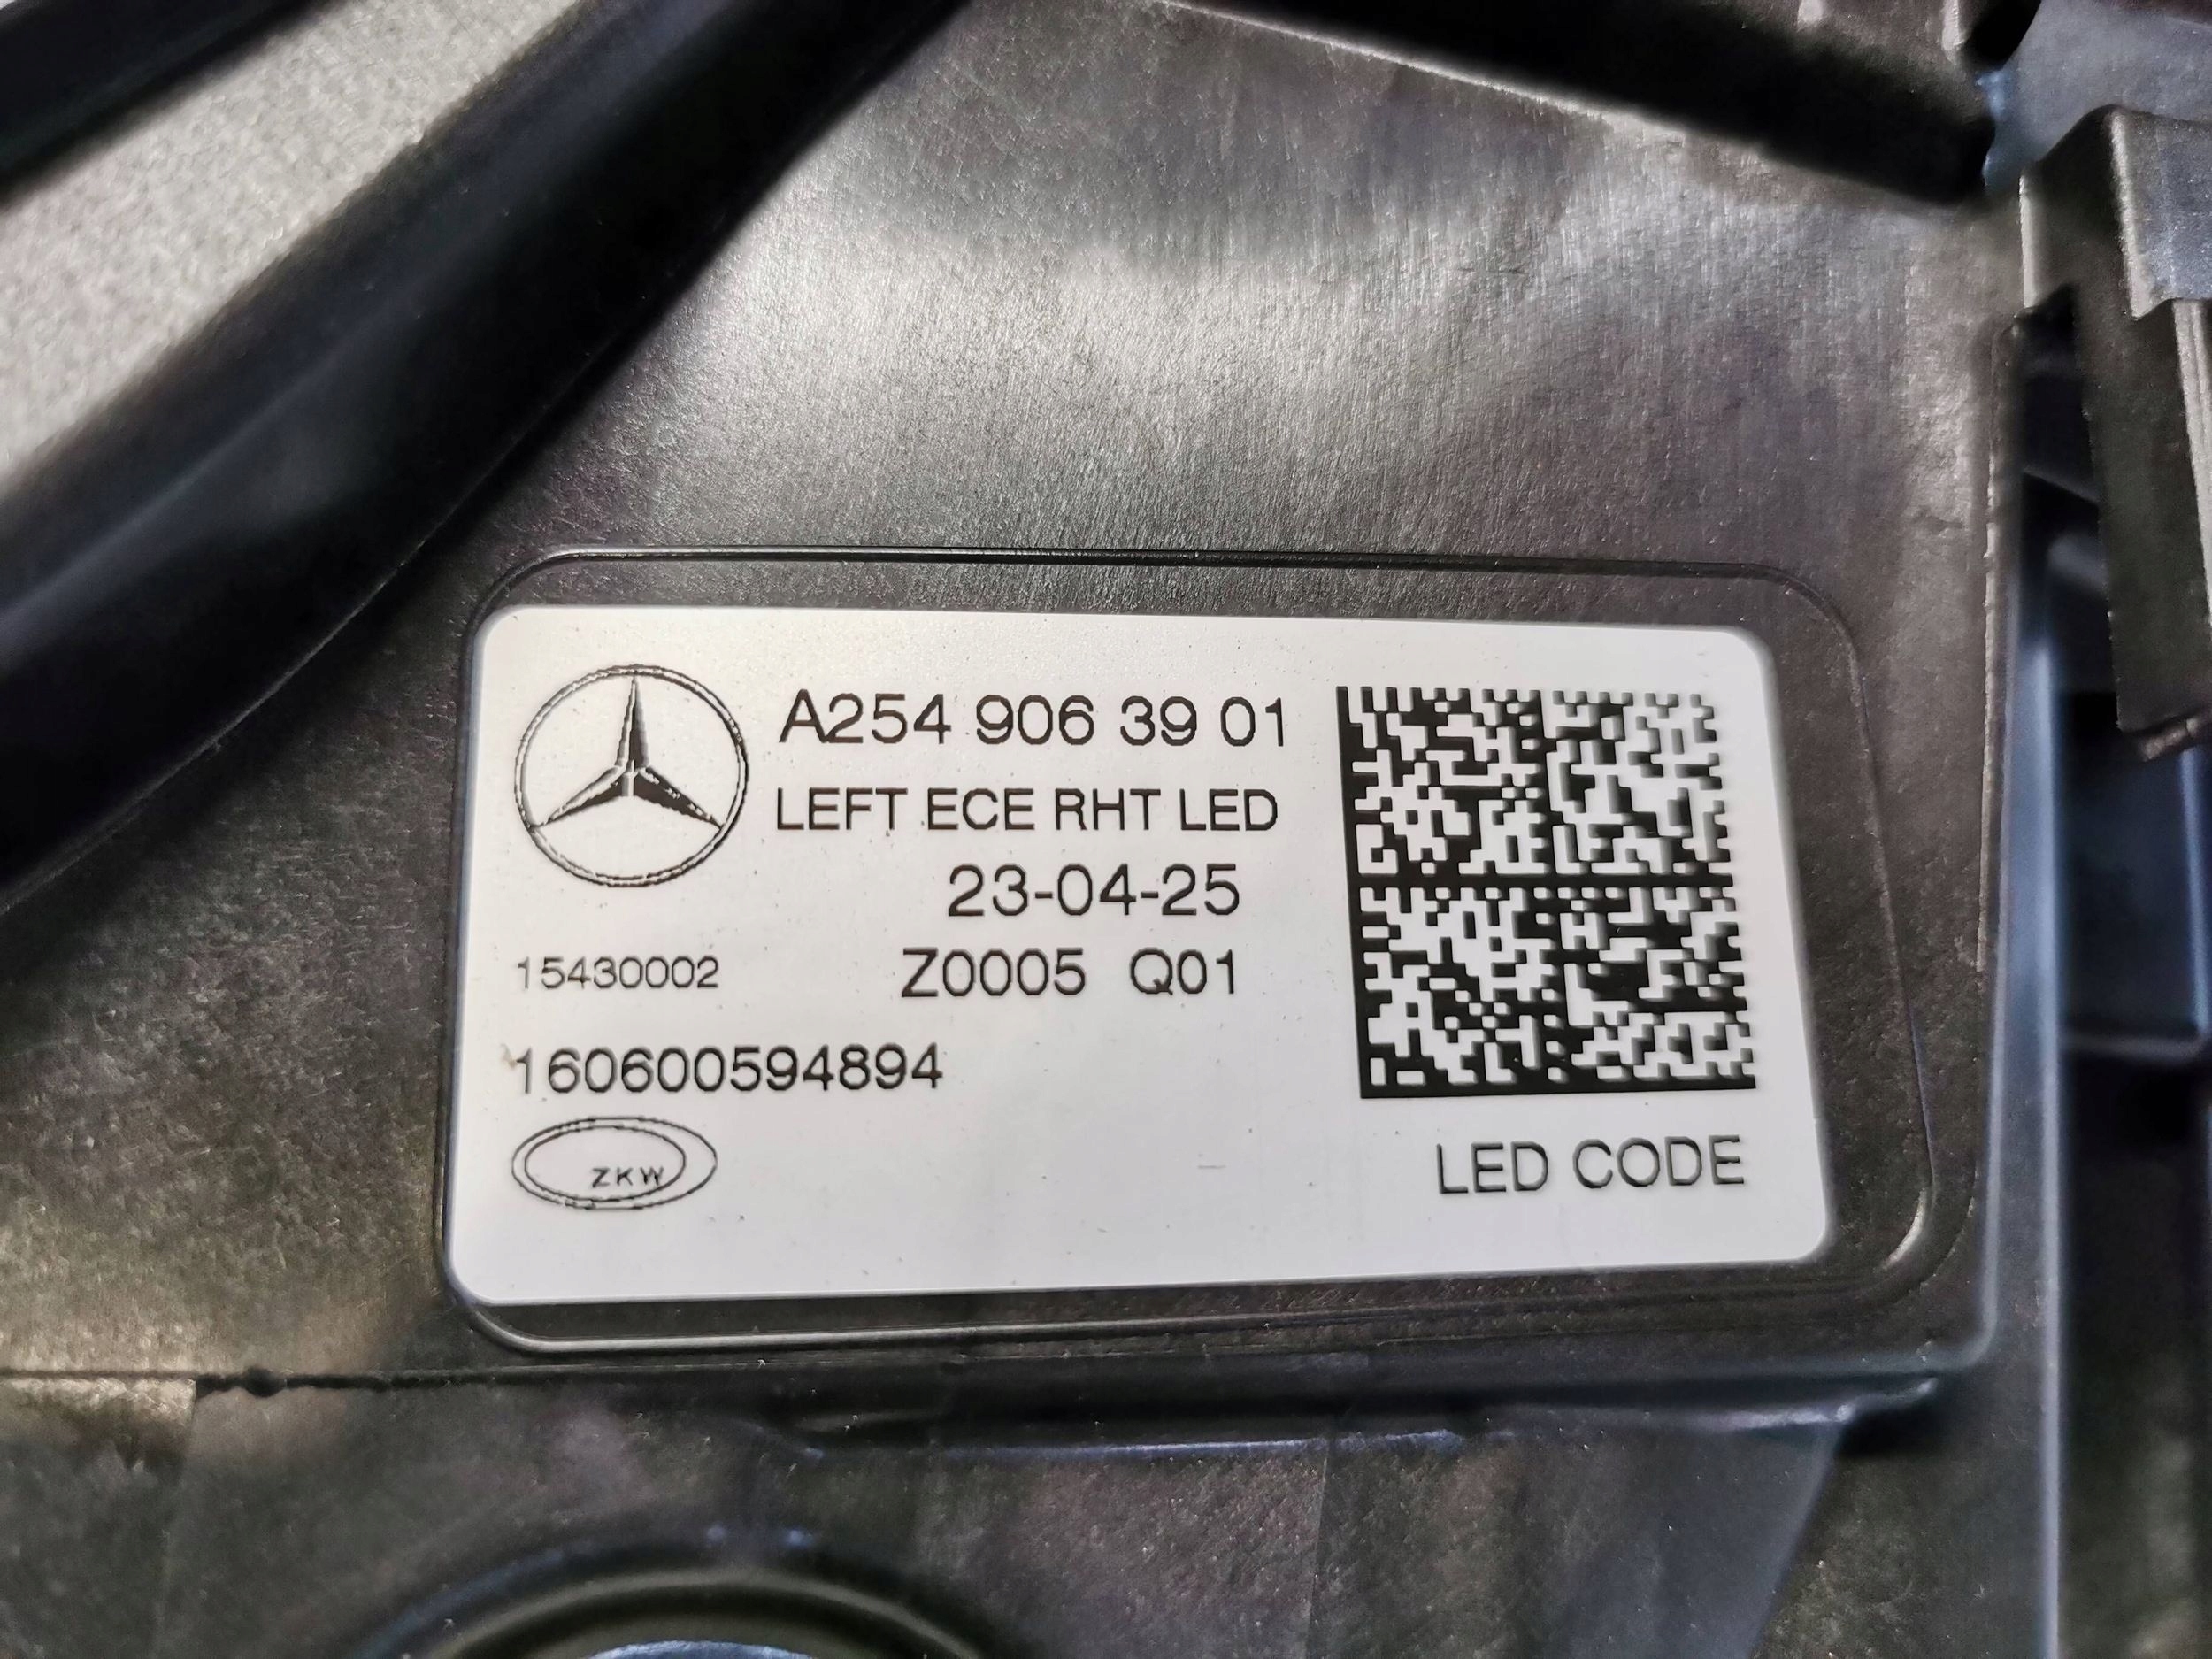 A254 906 39 01
LEFT ECE RHT LED
23-04-25
15430002 Z0005 Q01
160600594894
ZKW
LED CODE